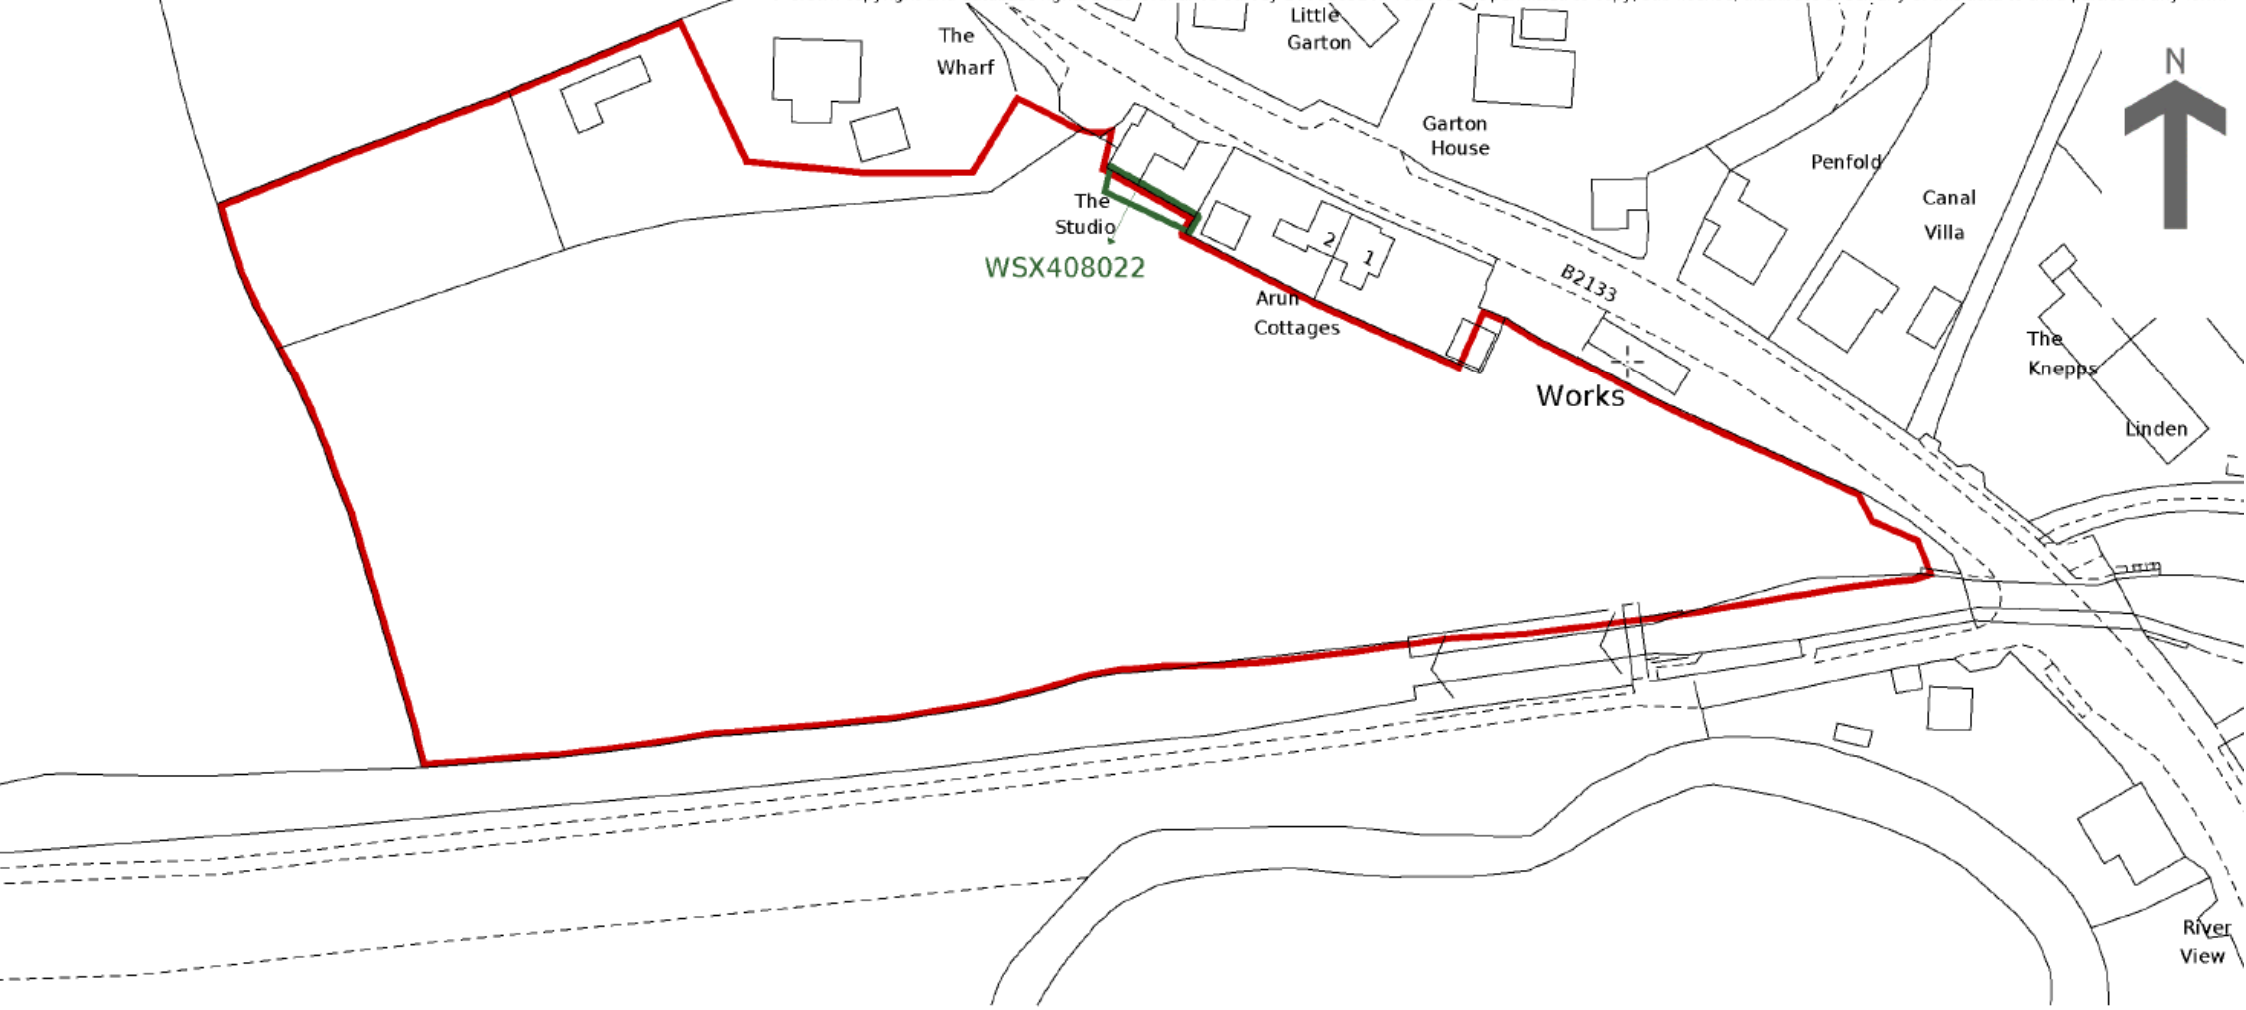 Little
Garton
The
Wharf
N
Garton
House
Penfold
Canal
Villa
The
Studio
WSX408022
2
1
B2133
Arun
Cottages
Works
The
Knepps
Linden
River
View